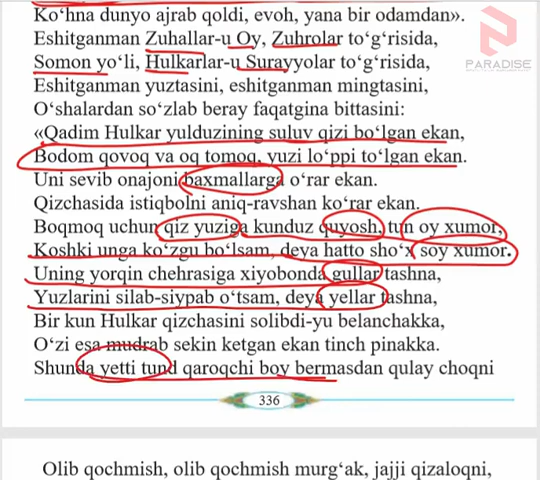 Ko‘hna dunyo ajrab qoldi, evoh, yana bir odamdan».
Eshitganman Zuhallar-u Oy, Zuhrolar to‘g‘risida,
Somon yo‘li, Hulkarlar-u Surayyolar to‘g‘risida,
Eshitganman yuztasini, eshitganman mingtasini,
O‘shalardan so‘zlab beray faqatgina bittasini:
«Qadim Hulkar yulduzining suluv qizi bo‘lgan ekan,
Bodom qovoq va oq tomoq, yuzi lo‘ppi to‘lgan ekan.
Uni sevib onajoni baxmallarga o‘rar ekan.
Qizchasida istiqbolni aniq-ravshan ko‘rar ekan.
Boqmoq uchun qiz yuziga kunduz quyosh, tun oy xumor,
Koshki unga ko‘zgu bo‘lsam, deya hatto sho‘x soy xumor.
Uning yorqin chehrasiga xiyobonda gullar tashna,
Yuzlarini silab-siypab o‘tsam, deya yellar tashna,
Bir kun Hulkar qizchasini solibdi-yu belanchakka,
O‘zi esa mudrab sekin ketgan ekan tinch pinakka.
Shunda yetti tund qaroqchi boy bermasdan qulay choqni
336
Olib qochmish, olib qochmish murg‘ak, jajji qizaloqni,
PARADISE